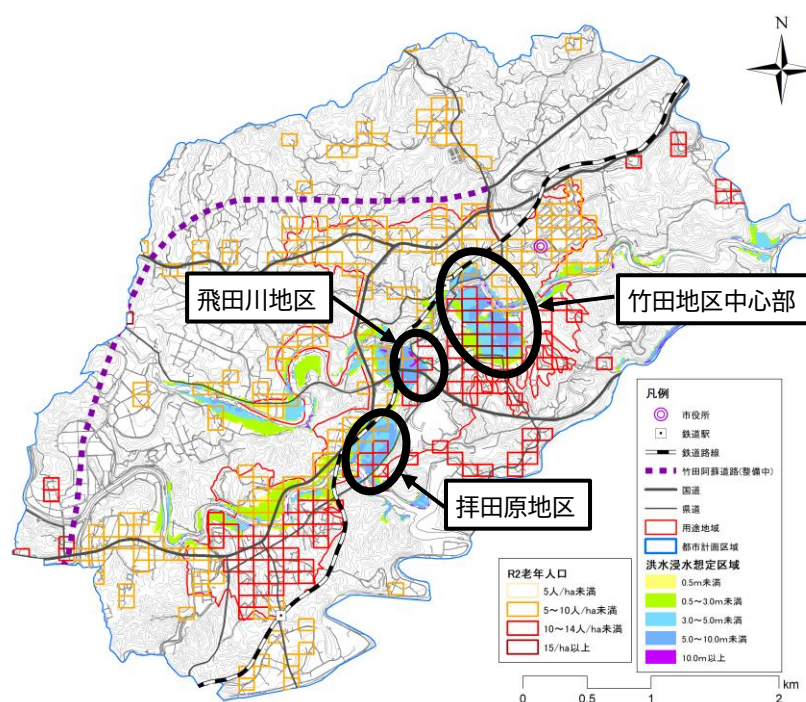 N
飛田川地区
竹田地区中心部
拝田原地区
凡例
市役所
鉄道駅
鉄道路線
竹田阿蘇道路(整備中)
国道
県道
用途地域
都市計画区域
洪水浸水想定区域
0.5m未満
0.5～3.0m未満
3.0～5.0m未満
5.0～10.0m未満
10.0m以上
R2老年人口
5人/ha未満
5～10人/ha未満
10～14人/ha未満
15/ha以上
km
0 0.5 1 2